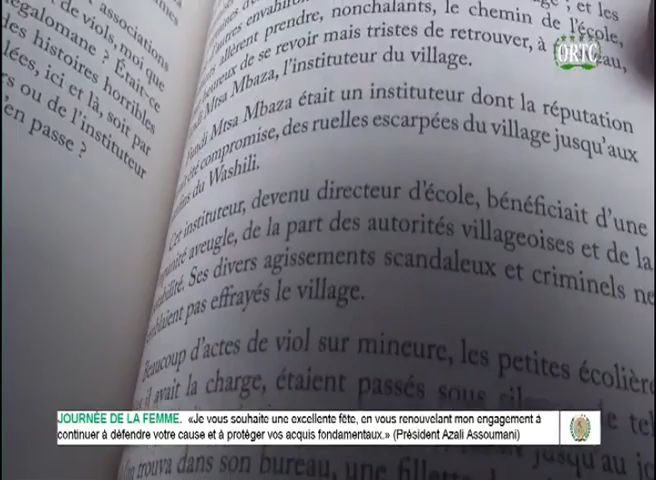 associations
de viols, moi que
égalomane ? Était-ce
des histoires horribles
lées, ici et là, soit par
rs ou de l'instituteur
'en passe ?
; et les
allèrent prendre, nonchalants, le chemin de l'école,
heureux de se revoir mais tristes de retrouver, à
Mtsa Mbaza, l'instituteur du village.
Fundi Mtsa Mbaza était un instituteur dont la réputation
été compromise, des ruelles escarpées du village jusqu'aux
du Washili.
Cet instituteur, devenu directeur d'école, bénéficiait d'une
aveugle, de la part des autorités villageoises et de la
Ses divers agissements scandaleux et criminels ne
pas effrayés le village.
Beaucoup d'actes de viol sur mineure, les petites écolière
il avait la charge, étaient passés sous
trouva dans son bureau, une
jusqu'au
ORTC
JOURNÉE DE LA FEMME. «Je vous souhaite une excellente fête, en vous renouvelant mon engagement à
continuer à défendre votre cause et à protéger vos acquis fondamentaux.» (Président Azali Assoumani)